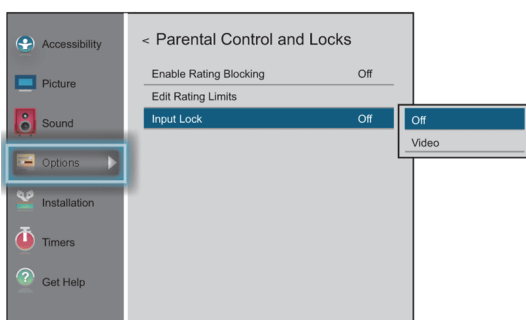 Accessibility
Picture
Sound
Options
Installation
Timers
Get Help
< Parental Control and Locks
Enable Rating Blocking Off
Edit Rating Limits
Input Lock Off
Off
Video
?